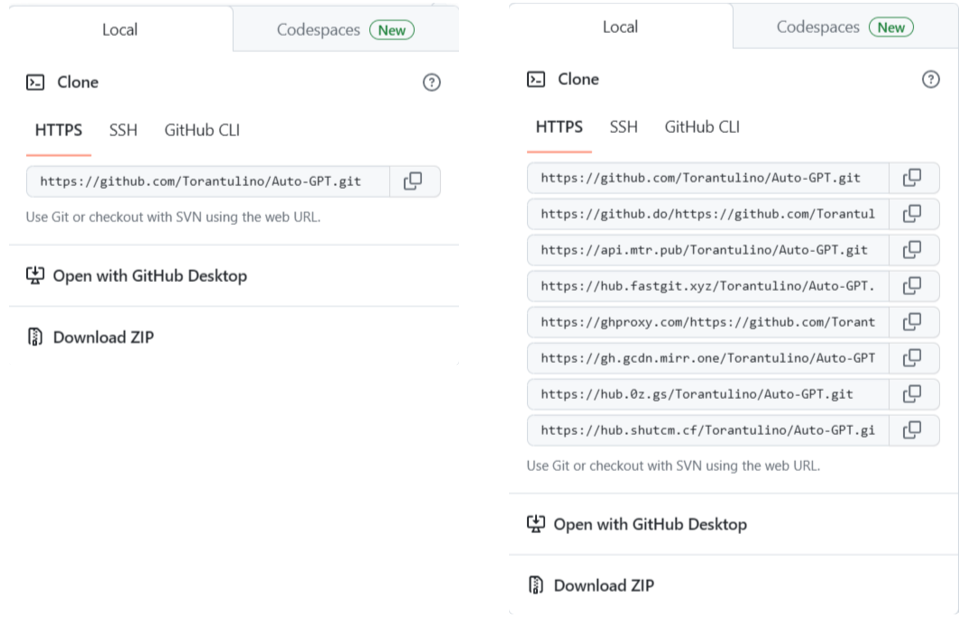 Local
Codespaces New
Clone
HTTPS SSH GitHub CLI
https://github.com/Torantulino/Auto-GPT.git
Use Git or checkout with SVN using the web URL.
Open with GitHub Desktop
Download ZIP
Local
Codespaces New
Clone
HTTPS SSH GitHub CLI
https://github.com/Torantulino/Auto-GPT.git
https://github.do/https://github.com/Torantul
https://api.mtr.pub/Torantulino/Auto-GPT.git
https://hub.fastgit.xyz/Torantulino/Auto-GPT.
https://ghproxy.com/https://github.com/Torant
https://gh.gcdn.mirr.one/Torantulino/Auto-GPT
https://hub.0z.gs/Torantulino/Auto-GPT.git
https://hub.shutcm.cf/Torantulino/Auto-GPT.gi
Use Git or checkout with SVN using the web URL.
Open with GitHub Desktop
Download ZIP